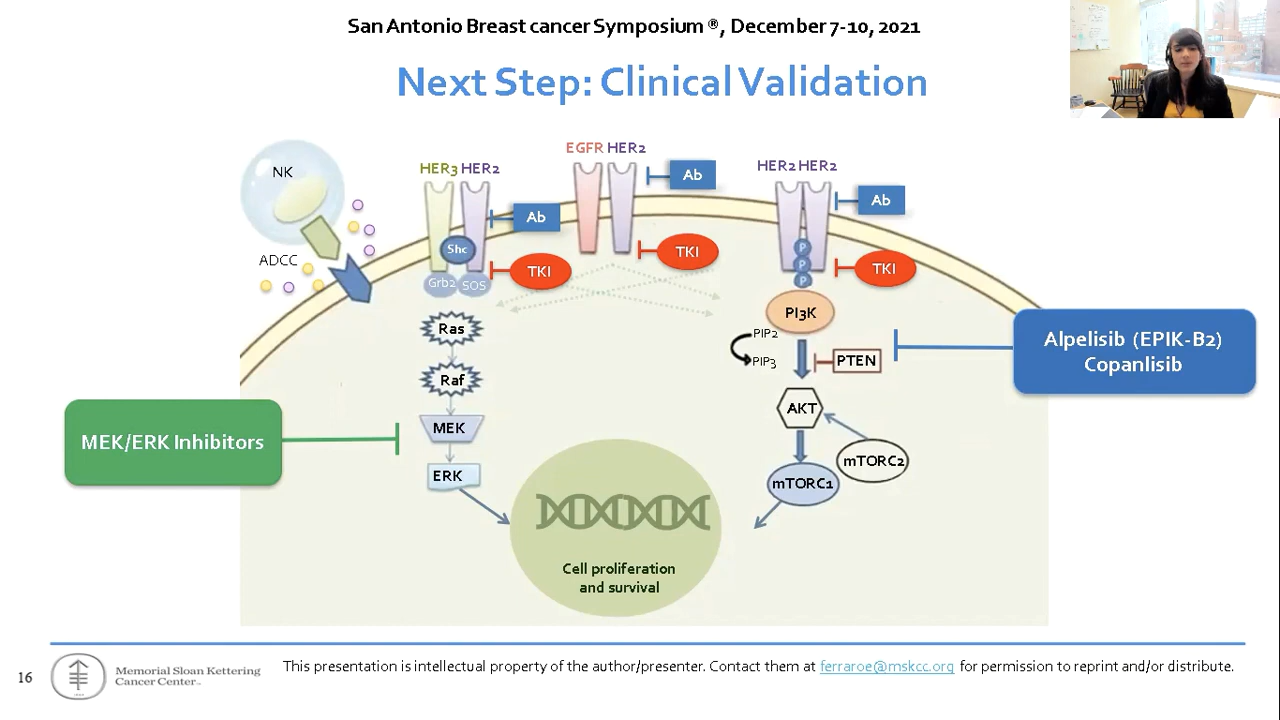 San Antonio Breast cancer Symposium ®, December 7-10, 2021
Next Step: Clinical Validation
NK
ADCC
HER3 HER2
EGFR HER2
HER2 HER2
Ab
Ab
Ab
TKI
TKI
TKI
Shc
Grb2 SOS
P
P
P
Ras
Raf
MEK
ERK
PI3K
PIP2
PIP3
PTEN
AKT
mTORC2
mTORC1
MEK/ERK Inhibitors
Alpelisib (EPIK-B2)
Copanlisib
Cell proliferation
and survival
16
Memorial Sloan Kettering
Cancer Center
This presentation is intellectual property of the author/presenter. Contact them at ferraroe@mskcc.org for permission to reprint and/or distribute.